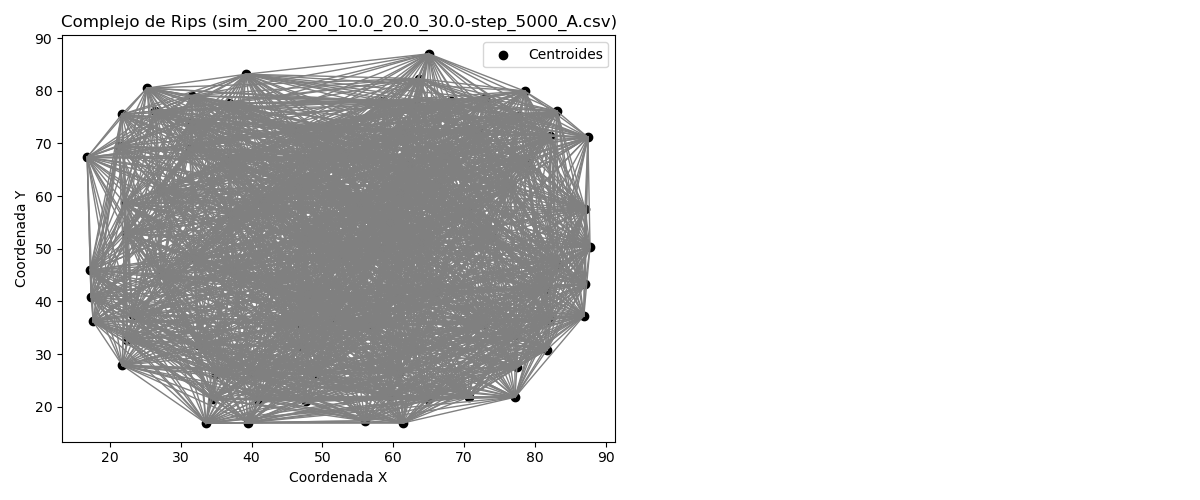 Complejo de Rips (sim_200_200_10.0_20.0_30.0-step_5000_A.csv)
Centroides
90
80
70
60
50
40
30
20
Coordenada Y
20 30 40 50 60 70 80 90
Coordenada X